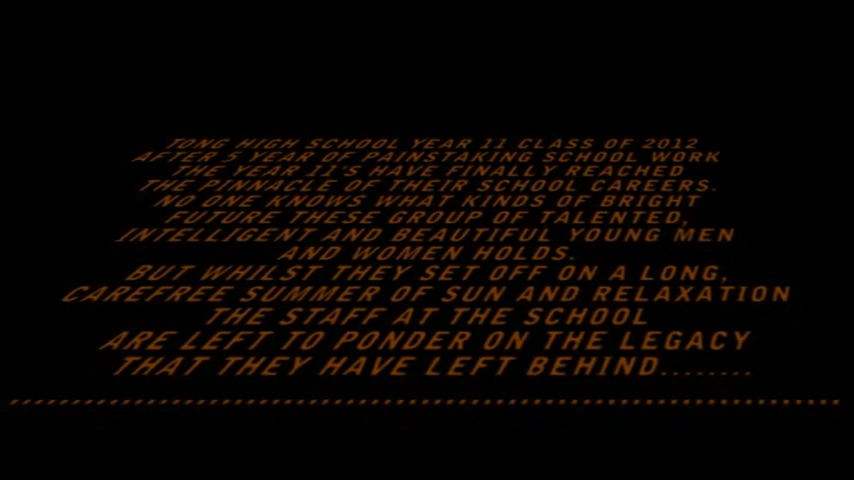 TONG HIGH SCHOOL YEAR 11 CLASS OF 2012
AFTER 5 YEAR OF PAINSTAKING SCHOOL WORK
THE YEAR 11'S HAVE FINALLY REACHED
THE PINNACLE OF THEIR SCHOOL CAREERS.
NO ONE KNOWS WHAT KINDS OF BRIGHT
FUTURE THESE GROUP OF TALENTED,
INTELLIGENT AND BEAUTIFUL YOUNG MEN
AND WOMEN HOLDS.
BUT WHILST THEY SET OFF ON A LONG,
CAREFREE SUMMER OF SUN AND RELAXATION
THE STAFF AT THE SCHOOL
ARE LEFT TO PONDER ON THE LEGACY
THAT THEY HAVE LEFT BEHIND........